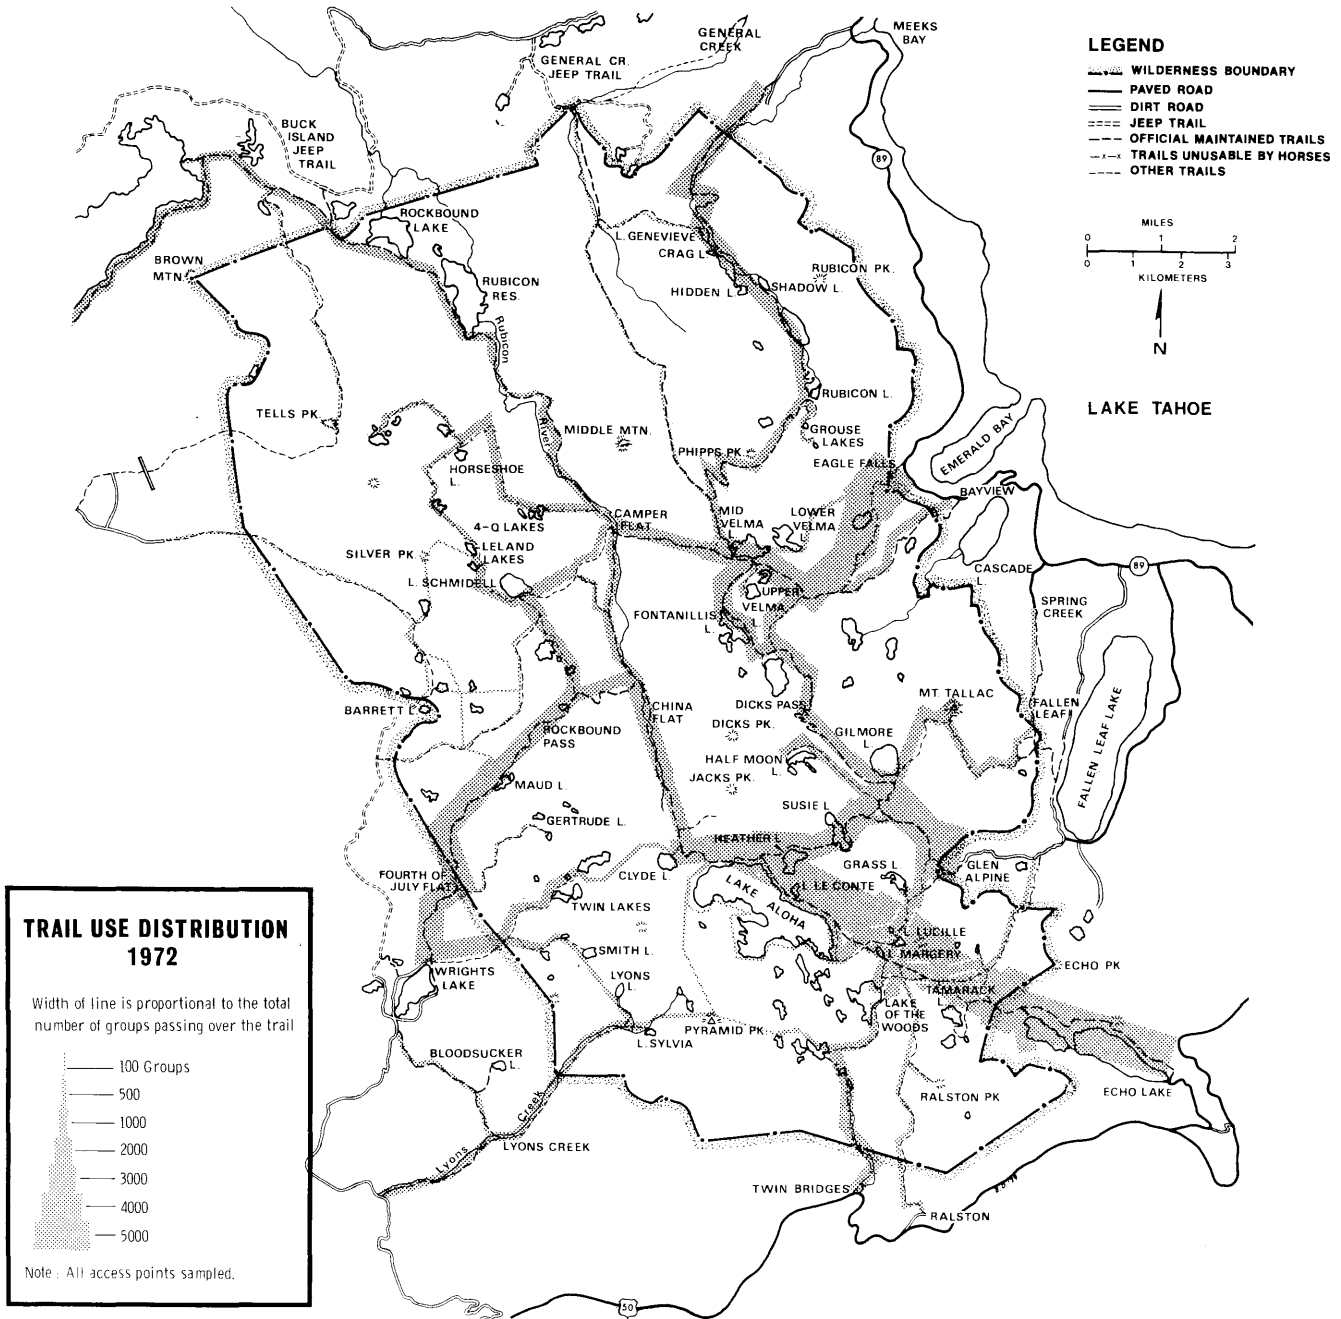 MEEKS
BAY
GENERAL
CREEK
GENERAL CR.
JEEP TRAIL
LEGEND
WILDERNESS BOUNDARY
PAVED ROAD
DIRT ROAD
JEEP TRAIL
OFFICIAL MAINTAINED TRAILS
TRAILS UNUSABLE BY HORSES
OTHER TRAILS
BUCK
ISLAND
JEEP
TRAIL
89
MILES
0 1 2
0 1 2 3
KILOMETERS
N
ROCKBOUND
LAKE
L. GENEVIEVE
CRAG L.
BROWN
MTN.
RUBICON PK.
RUBICON
RES.
HIDDEN L.
SHADOW L.
Rubicon
River
RUBICON L.
LAKE TAHOE
TELLS PK.
MIDDLE MTN.
GROUSE
LAKES
EMERALD BAY
PHIPPS PK.
EAGLE FALLS
HORSESHOE
L.
BAYVIEW
4-Q LAKES
CAMPER
FLAT
MID
VELMA
L.
LOWER
VELMA
L.
SILVER PK.
LELAND
LAKES
L. SCHMIDELL
CASCADE
L.
89
UPPER
VELMA
L.
SPRING
CREEK
FONTANILLIS
L.
BARRETT L.
CHINA
FLAT
DICKS PASS
DICKS PK.
MT. TALLAC
FALLEN
LEAF
FALLEN LEAF LAKE
ROCKBOUND
PASS
GILMORE
L.
HALF MOON
L.
JACKS PK.
MAUD L.
SUSIE L.
GERTRUDE L.
HEATHER L.
FOURTH OF
JULY FLAT
CLYDE L.
GRASS L.
GLEN
ALPINE
LAKE
ALOHA
L. LE CONTE
TWIN LAKES
L. LUCILLE
L. MARGERY
SMITH L.
ECHO PK
WRIGHTS
LAKE
LYONS
L.
TAMARACK
L.
LAKE
OF THE
WOODS
PYRAMID PK.
L. SYLVIA
BLOODSUCKER
L.
RALSTON PK
ECHO LAKE
Lyons
Creek
LYONS CREEK
TWIN BRIDGES
RALSTON
50
TRAIL USE DISTRIBUTION
1972
Width of line is proportional to the total
number of groups passing over the trail
100 Groups
500
1000
2000
3000
4000
5000
Note : All access points sampled.